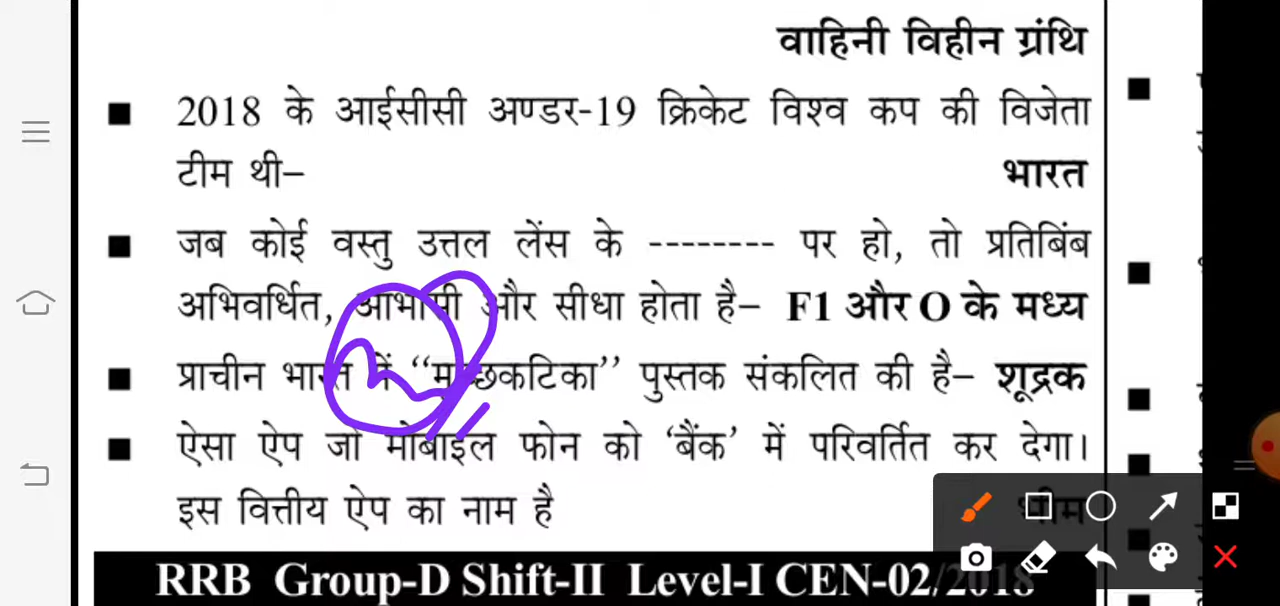 वाहिनी विहीन ग्रंथि
■ 2018 के आईसीसी अण्डर-19 क्रिकेट विश्व कप की विजेता
टीम थी– भारत
■ जब कोई वस्तु उत्तल लेंस के -------- पर हो, तो प्रतिबिंब
अभिवर्धित, आभासी और सीधा होता है– F1 और O के मध्य
■ प्राचीन भारत में “मृच्छकटिका’’ पुस्तक संकलित की है– शूद्रक
■ ऐसा ऐप जो मोबाइल फोन को ‘बैंक’ में परिवर्तित कर देगा।
इस वित्तीय ऐप का नाम है भीम
RRB Group-D Shift-II Level-I CEN-02/2018